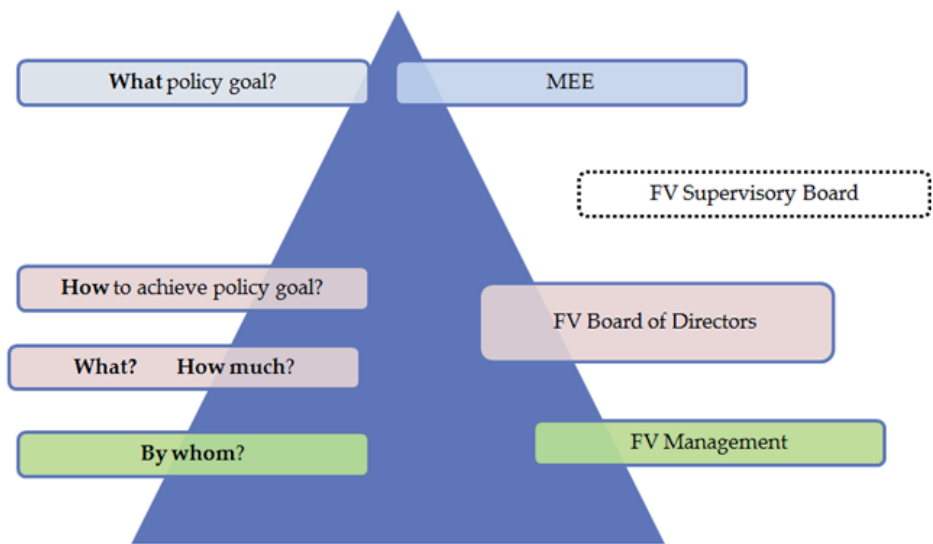 What policy goal?
MEE
FV Supervisory Board
How to achieve policy goal?
FV Board of Directors
What? How much?
By whom?
FV Management